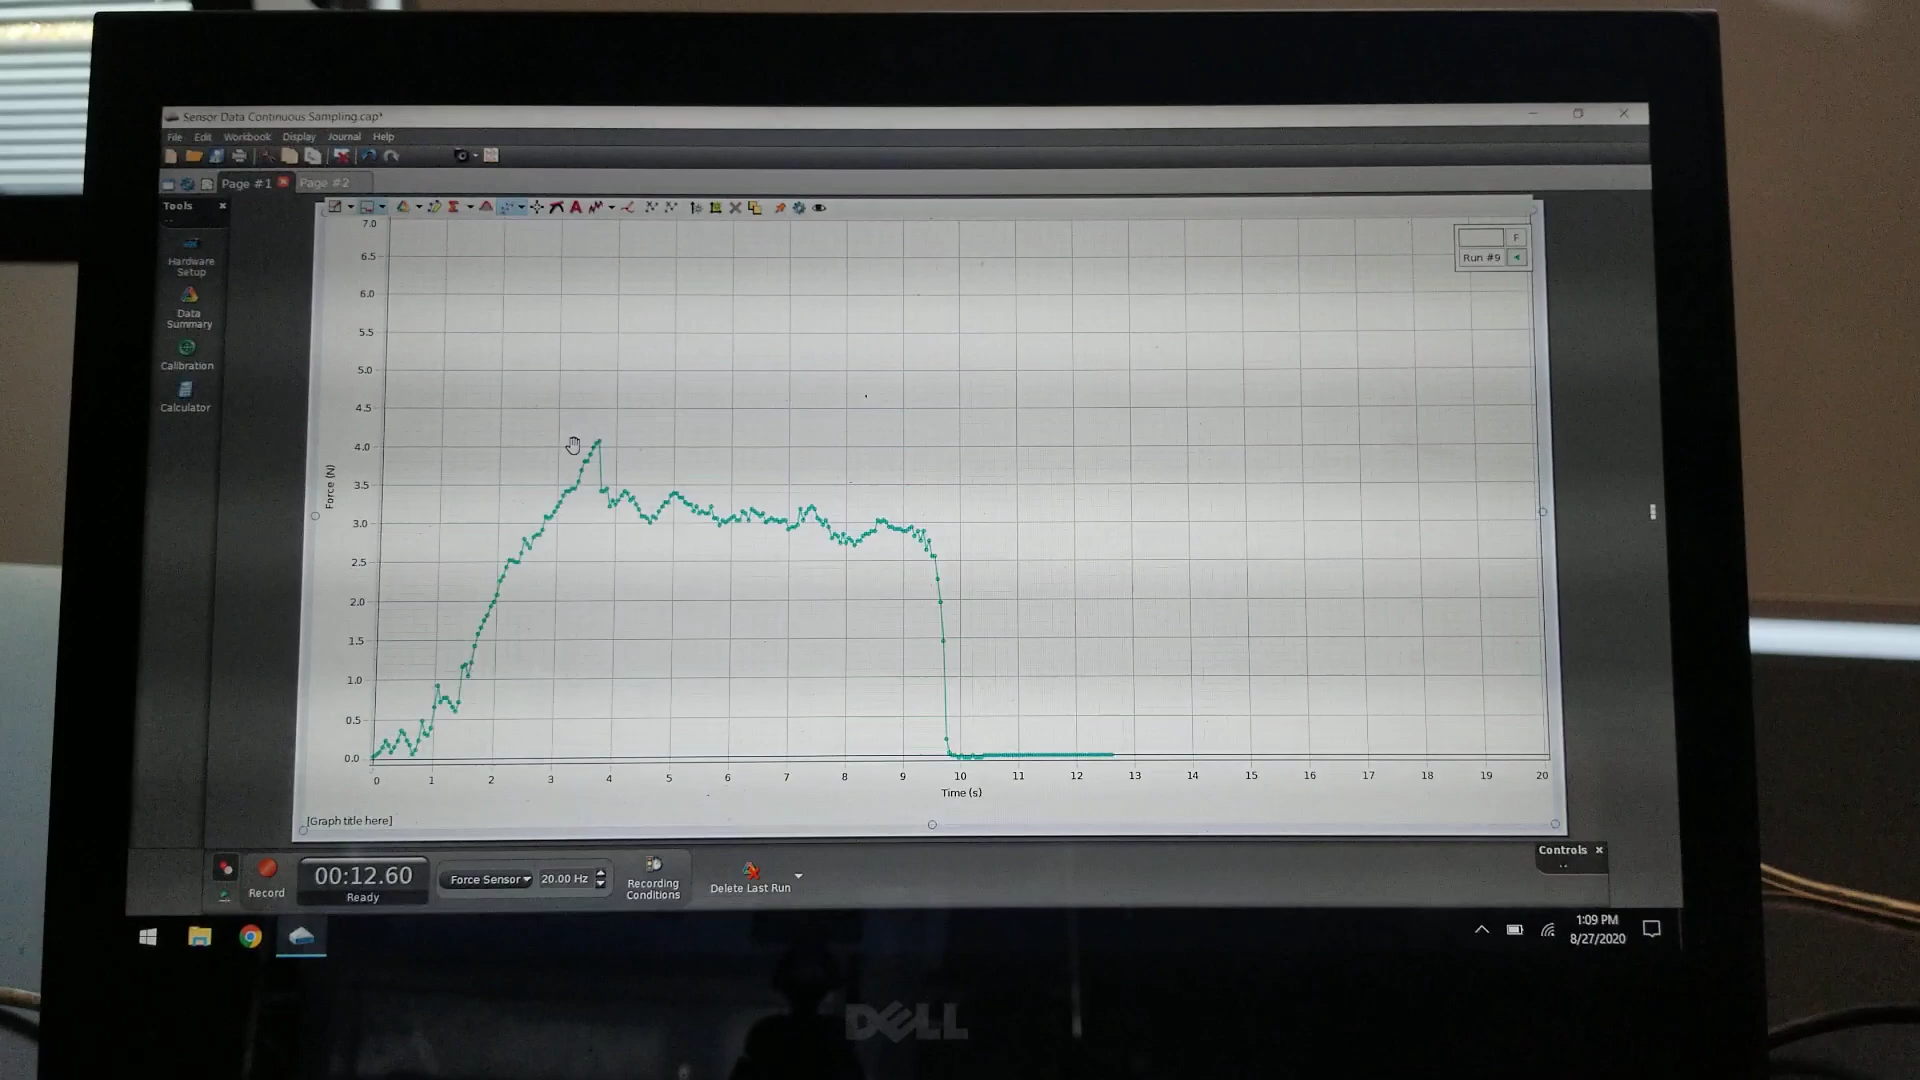 Sensor Data Continuous Sampling.cap*
File Edit Workbook Display Journal Help
Page #1 Page #2
Tools
Hardware
Setup
Data
Summary
Calibration
Calculator
F
Run #9
7.0
6.5
6.0
5.5
5.0
4.5
4.0
3.5
3.0
2.5
2.0
1.5
1.0
0.5
0.0
Force (N)
0 1 2 3 4 5 6 7 8 9 10 11 12 13 14 15 16 17 18 19 20
Time (s)
[Graph title here]
Controls
Record
00:12.60
Ready
Force Sensor
20.00 Hz
Recording
Conditions
Delete Last Run
1:09 PM
8/27/2020
DELL